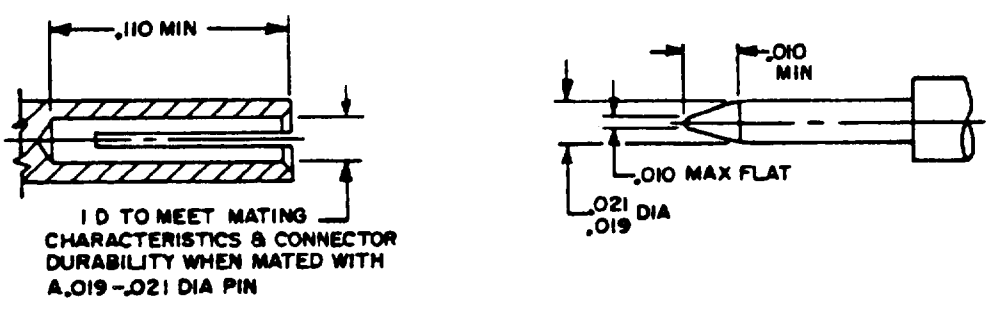 .110 MIN
I D TO MEET MATING
CHARACTERISTICS & CONNECTOR
DURABILITY WHEN MATED WITH
A .019-.021 DIA PIN
.010
MIN
.010 MAX FLAT
.021
.019 DIA